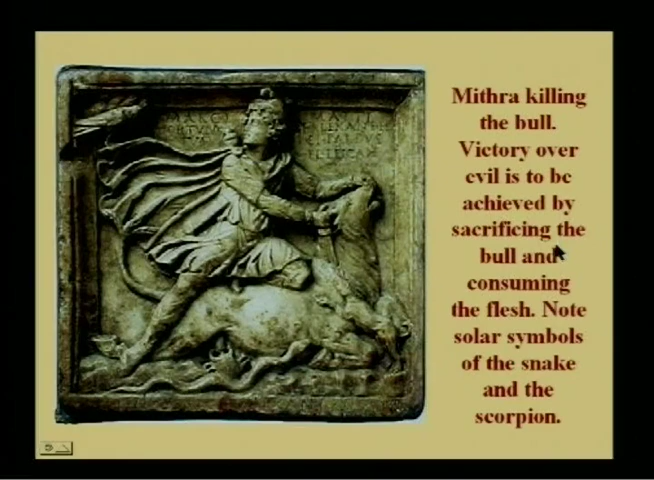 Mithra killing
the bull.
Victory over
evil is to be
achieved by
sacrificing the
bull and
consuming
the flesh. Note
solar symbols
of the snake
and the
scorpion.